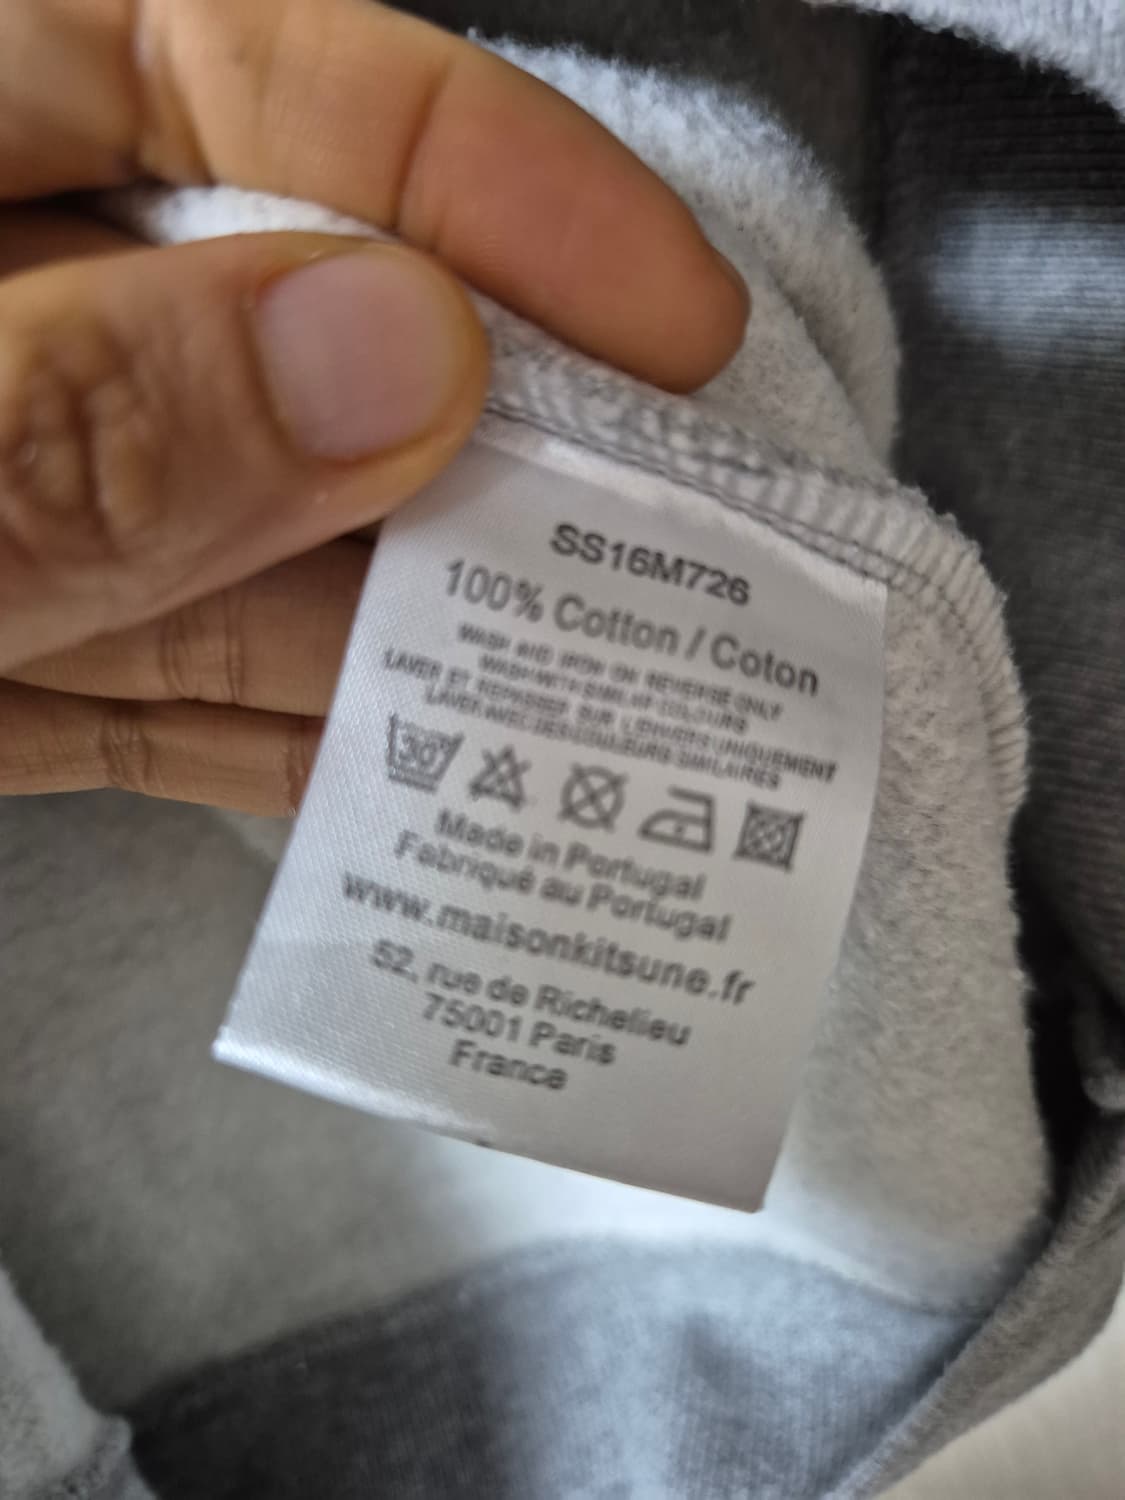 SS16M726
100% Cotton / Coton
WASH AND IRON ON REVERSE ONLY
WASH WITH SIMILAR COLOURS
LAVER ET REPASSER SUR L'ENVERS UNIQUEMENT
LAVER AVEC DES COULEURS SIMILAIRES
30°
Made in Portugal
Fabriqué au Portugal
www.maisonkitsune.fr
52, rue de Richelieu
75001 Paris
France